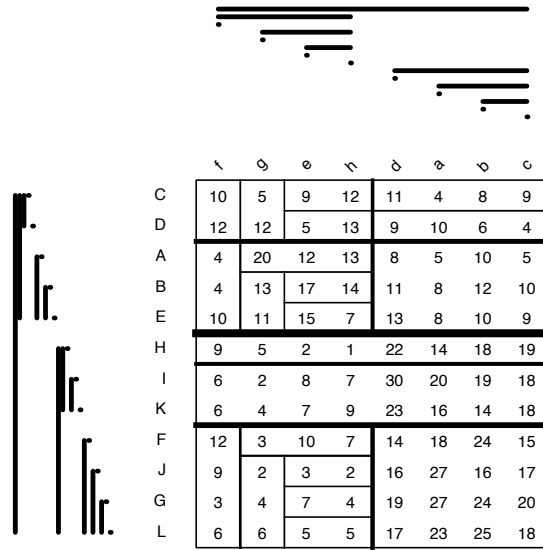 f g e h d a b c
C 10 5 9 12 11 4 8 9
D 12 12 5 13 9 10 6 4
A 4 20 12 13 8 5 10 5
B 4 13 17 14 11 8 12 10
E 10 11 15 7 13 8 10 9
H 9 5 2 1 22 14 18 19
I 6 2 8 7 30 20 19 18
K 6 4 7 9 23 16 14 18
F 12 3 10 7 14 18 24 15
J 9 2 3 2 16 27 16 17
G 3 4 7 4 19 27 24 20
L 6 6 5 5 17 23 25 18